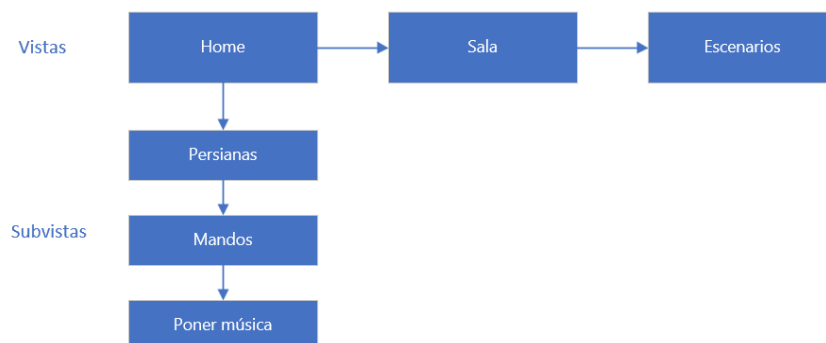 Vistas
Home
Sala
Escenarios
Persianas
Subvistas
Mandos
Poner música